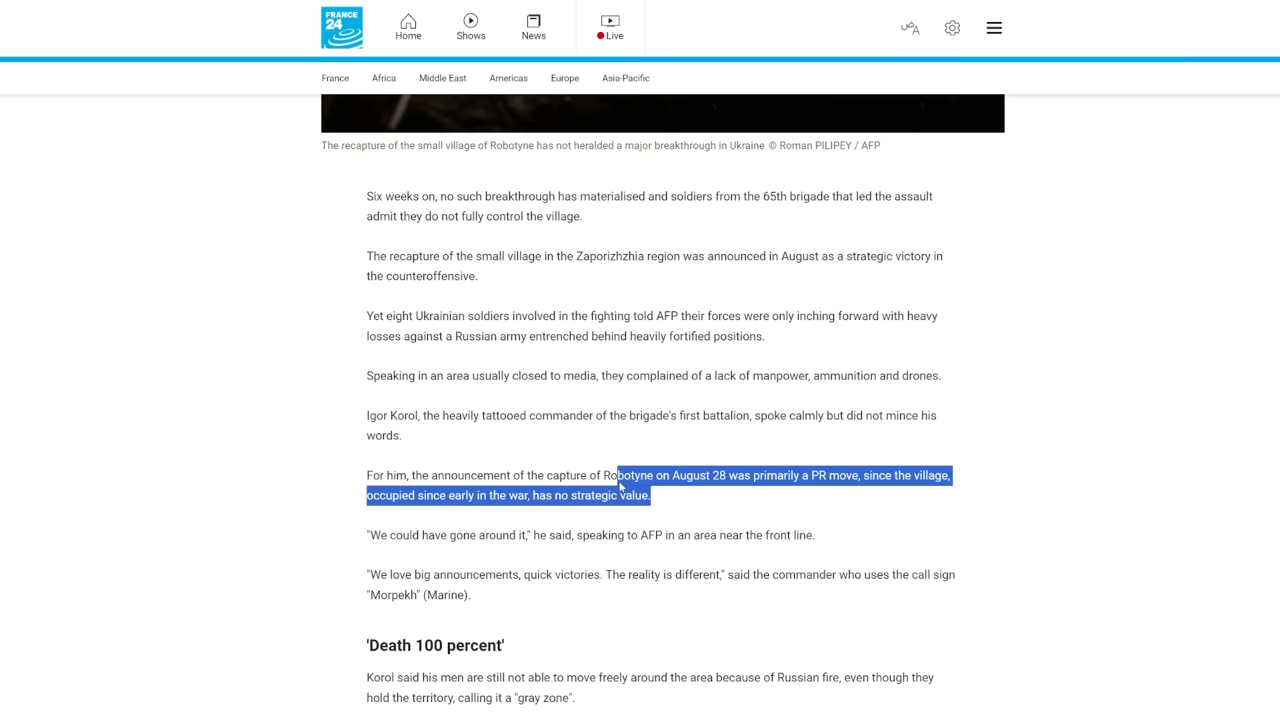 FRANCE
24
Home
Shows
News
Live
France
Africa
Middle East
Americas
Europe
Asia-Pacific
The recapture of the small village of Robotyne has not heralded a major breakthrough in Ukraine © Roman PILIPEY / AFP
Six weeks on, no such breakthrough has materialised and soldiers from the 65th brigade that led the assault
admit they do not fully control the village.
The recapture of the small village in the Zaporizhzhia region was announced in August as a strategic victory in
the counteroffensive.
Yet eight Ukrainian soldiers involved in the fighting told AFP their forces were only inching forward with heavy
losses against a Russian army entrenched behind heavily fortified positions.
Speaking in an area usually closed to media, they complained of a lack of manpower, ammunition and drones.
Igor Korol, the heavily tattooed commander of the brigade's first battalion, spoke calmly but did not mince his
words.
For him, the announcement of the capture of Robotyne on August 28 was primarily a PR move, since the village,
occupied since early in the war, has no strategic value.
"We could have gone around it," he said, speaking to AFP in an area near the front line.
"We love big announcements, quick victories. The reality is different," said the commander who uses the call sign
"Morpekh" (Marine).
'Death 100 percent'
Korol said his men are still not able to move freely around the area because of Russian fire, even though they
hold the territory, calling it a "gray zone".